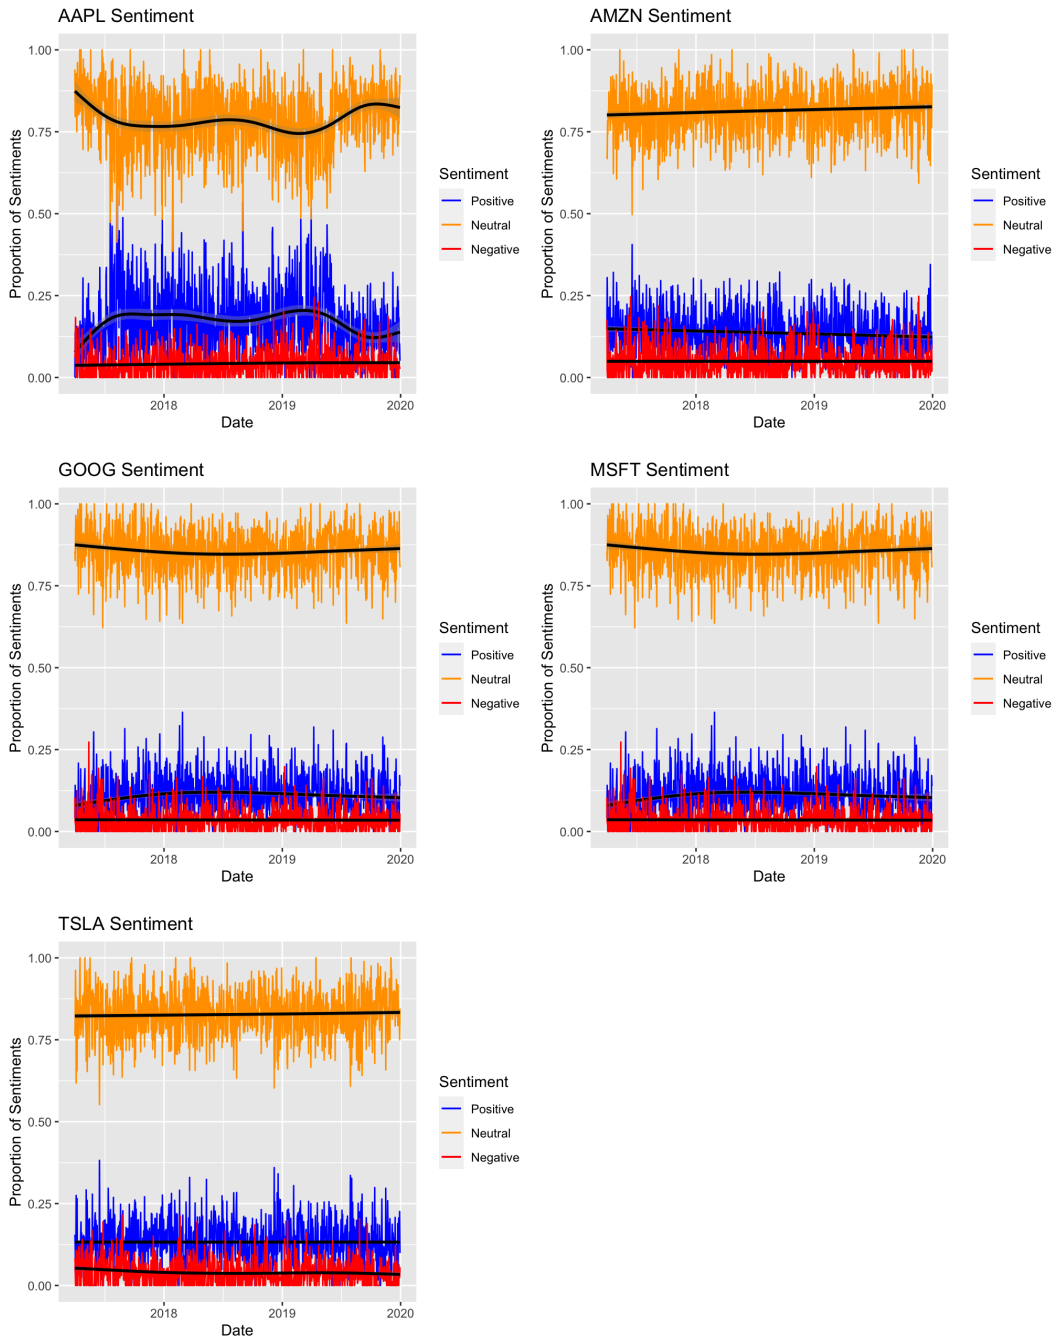 AAPL Sentiment
Proportion of Sentiments
1.00
0.75
0.50
0.25
0.00
2018
2019
2020
Date
Sentiment
Positive
Neutral
Negative
AMZN Sentiment
Proportion of Sentiments
1.00
0.75
0.50
0.25
0.00
2018
2019
2020
Date
Sentiment
Positive
Neutral
Negative
GOOG Sentiment
Proportion of Sentiments
1.00
0.75
0.50
0.25
0.00
2018
2019
2020
Date
Sentiment
Positive
Neutral
Negative
MSFT Sentiment
Proportion of Sentiments
1.00
0.75
0.50
0.25
0.00
2018
2019
2020
Date
Sentiment
Positive
Neutral
Negative
TSLA Sentiment
Proportion of Sentiments
1.00
0.75
0.50
0.25
0.00
2018
2019
2020
Date
Sentiment
Positive
Neutral
Negative